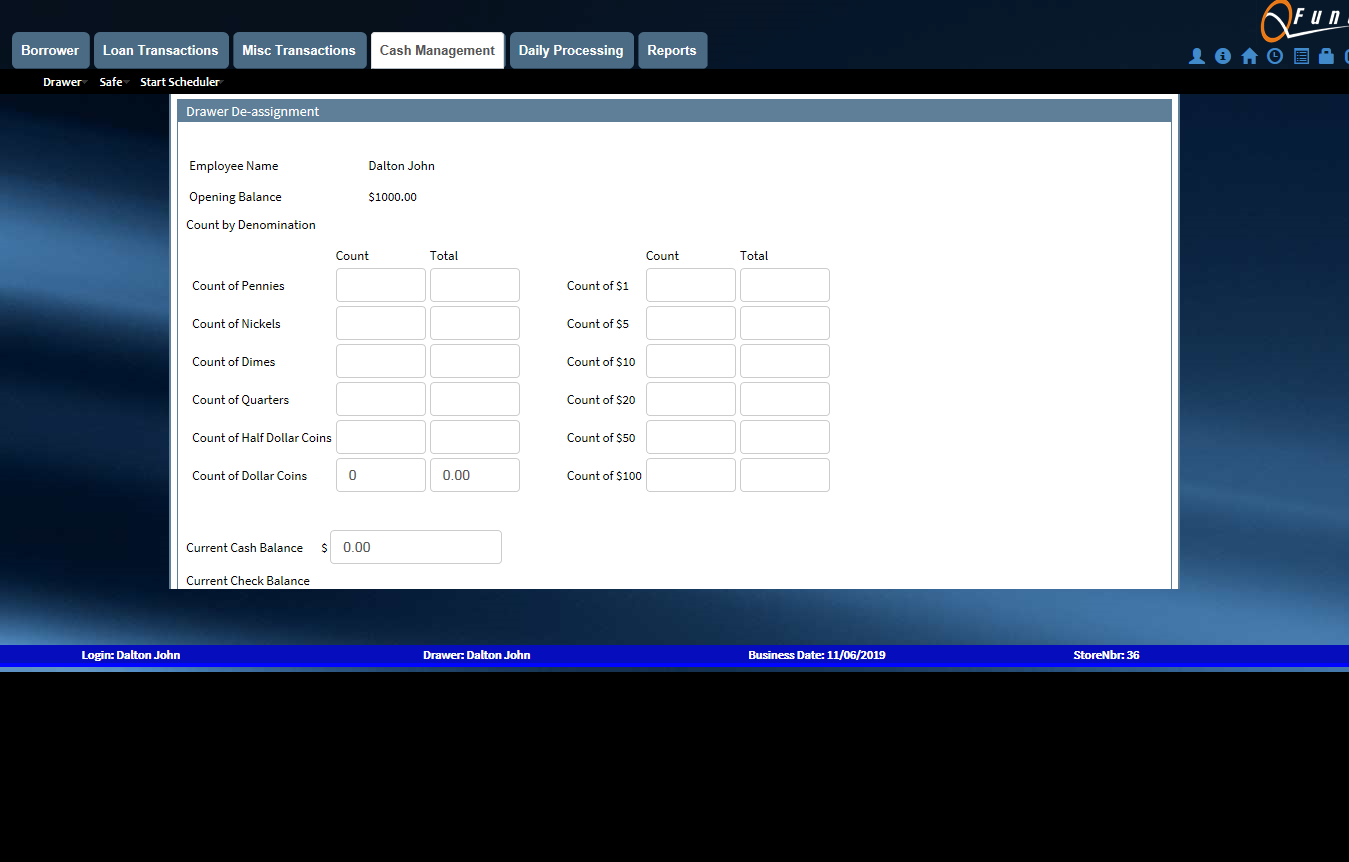 Fun
Borrower Loan Transactions Misc Transactions Cash Management Daily Processing Reports
Drawer Safe Start Scheduler
Drawer De-assignment
Employee Name Dalton John
Opening Balance $1000.00
Count by Denomination
Count Total Count Total
Count of Pennies Count of $1
Count of Nickels Count of $5
Count of Dimes Count of $10
Count of Quarters Count of $20
Count of Half Dollar Coins Count of $50
Count of Dollar Coins 0 0.00 Count of $100
Current Cash Balance $ 0.00
Current Check Balance
Login: Dalton John Drawer: Dalton John Business Date: 11/06/2019 StoreNbr: 36